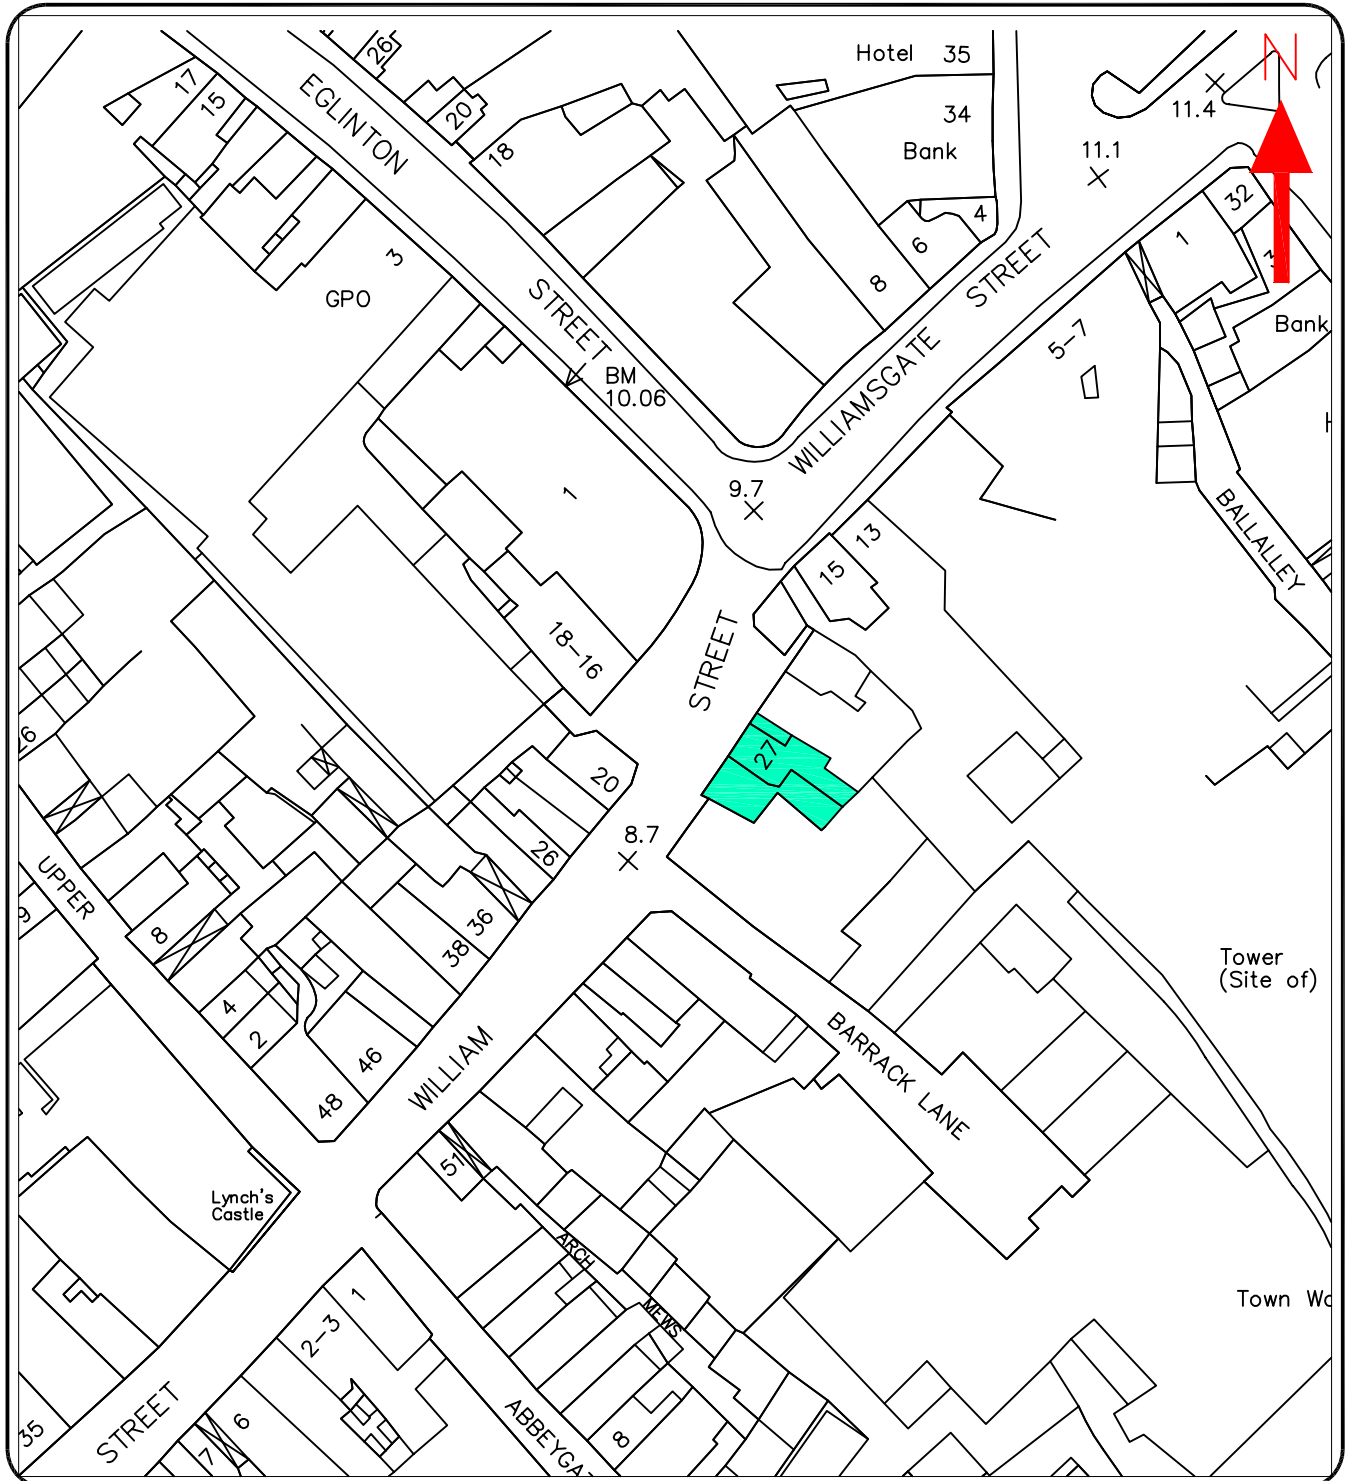 Hotel 35
N
26
17
15
EGLINTON
20
18
34
11.4
Bank
11.1
32
4
1
6
3
STREET
8
GPO
STREET
Bank
5-7
WILLIAMSGATE
BM
10.06
9.7
1
BALLALLEY
13
15
18-16
STREET
27
20
8.7
26
UPPER
36
8
38
Tower
(Site of)
4
2
46
WILLIAM
BARRACK LANE
48
51
Lynch's
Castle
ARCH
MEWS
1
2-3
Town
STREET
6
7
35
8